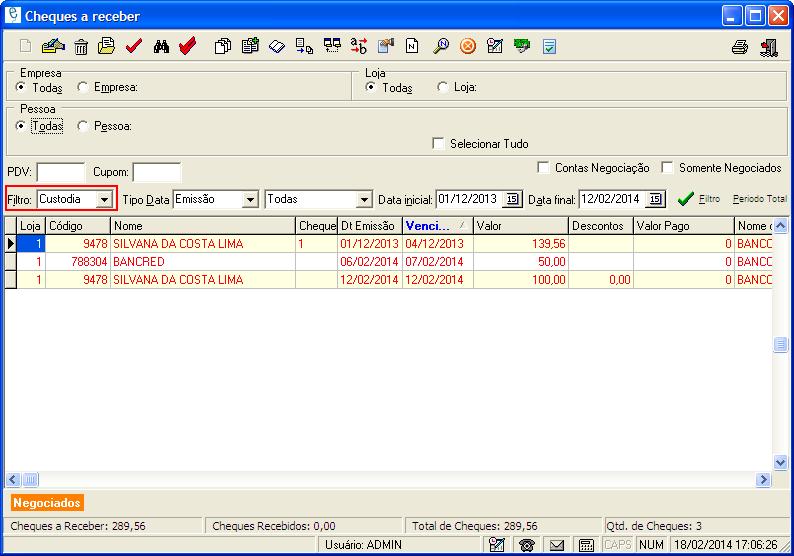 Cheques a receber
Empresa
Todas Empresa:
Loja
Todas Loja:
Pessoa
Todas Pessoa:
Selecionar Tudo
PDV: Cupom:
Contas Negociação Somente Negociados
Filtro: Custodia Tipo Data Emissão Todas Data inicial: 01/12/2013 15 Data final: 12/02/2014 15 Filtro Periodo Total
Loja Código Nome Cheque Dt Emissão Venci... Valor Descontos Valor Pago Nome
1 9478 SILVANA DA COSTA LIMA 1 01/12/2013 04/12/2013 139,56 0 BANCO
1 788304 BANCRED 06/02/2014 07/02/2014 50,00 0 BANCO
1 9478 SILVANA DA COSTA LIMA 12/02/2014 12/02/2014 100,00 0,00 0 BANCO
Negociados
Cheques a Receber: 289,56 Cheques Recebidos: 0,00 Total de Cheques: 289,56 Qtd. de Cheques: 3
Usuário: ADMIN CAPS NUM 18/02/2014 17:06:26